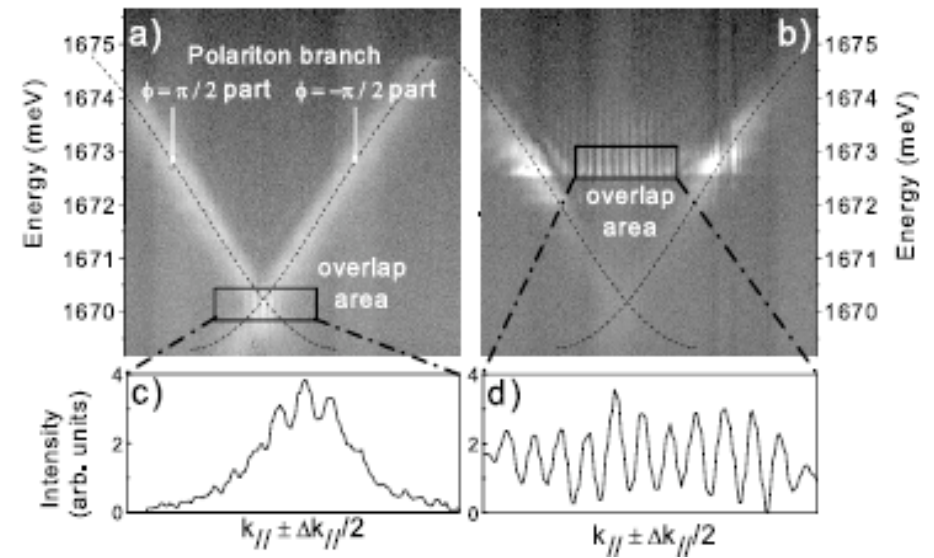 a)
Polariton branch
ϕ = π / 2 part ϕ = -π / 2 part
overlap
area
Energy (meV)
1675
1674
1673
1672
1671
1670
b)
overlap
area
1675
1674
1673
1672
1671
1670
Energy (meV)
c)
Intensity
(arb. units)
4
2
0
k// ± Δk///2
d)
4
2
0
k// ± Δk///2